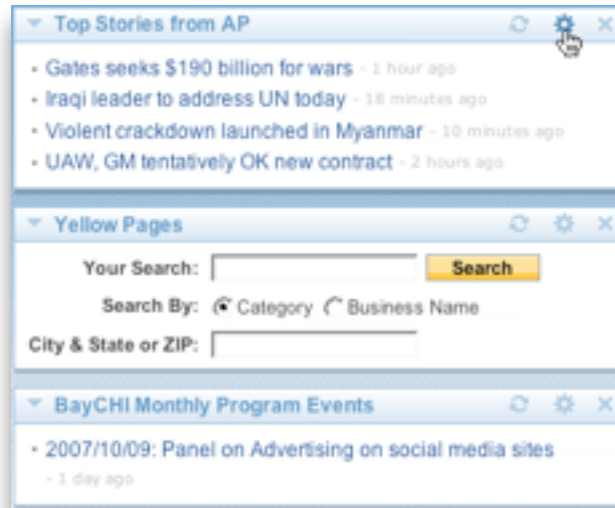 Top Stories from AP
Gates seeks $190 billion for wars - 1 hour ago
Iraqi leader to address UN today - 18 minutes ago
Violent crackdown launched in Myanmar - 10 minutes ago
UAW, GM tentatively OK new contract - 2 hours ago
Yellow Pages
Your Search: Search
Search By: Category Business Name
City & State or ZIP:
BayCHI Monthly Program Events
2007/10/09: Panel on Advertising on social media sites
- 1 day ago